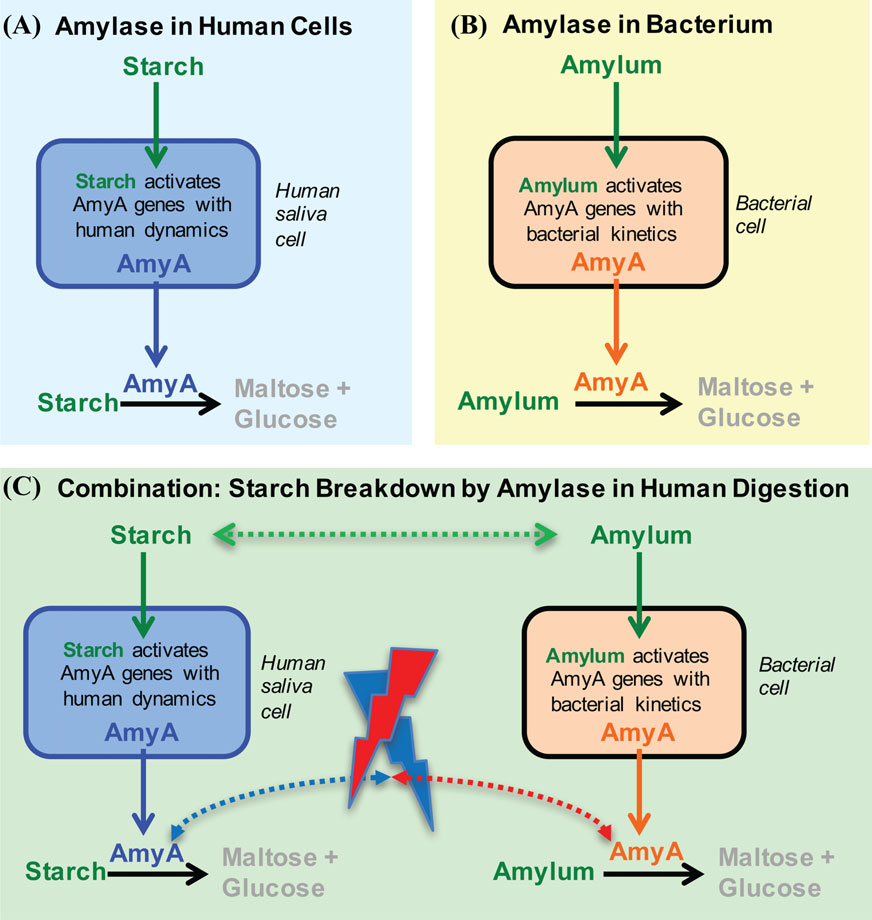 (A) Amylase in Human Cells
Starch
Starch activates
AmyA genes with
human dynamics
AmyA
Human
saliva
cell
AmyA
Starch
Maltose +
Glucose
(B) Amylase in Bacterium
Amylum
Amylum activates
AmyA genes with
bacterial kinetics
AmyA
Bacterial
cell
AmyA
Amylum
Maltose +
Glucose
(C) Combination: Starch Breakdown by Amylase in Human Digestion
Starch
Amylum
Starch activates
AmyA genes with
human dynamics
AmyA
Human
saliva
cell
Amylum activates
AmyA genes with
bacterial kinetics
AmyA
Bacterial
cell
AmyA
Starch
Maltose +
Glucose
AmyA
Amylum
Maltose +
Glucose